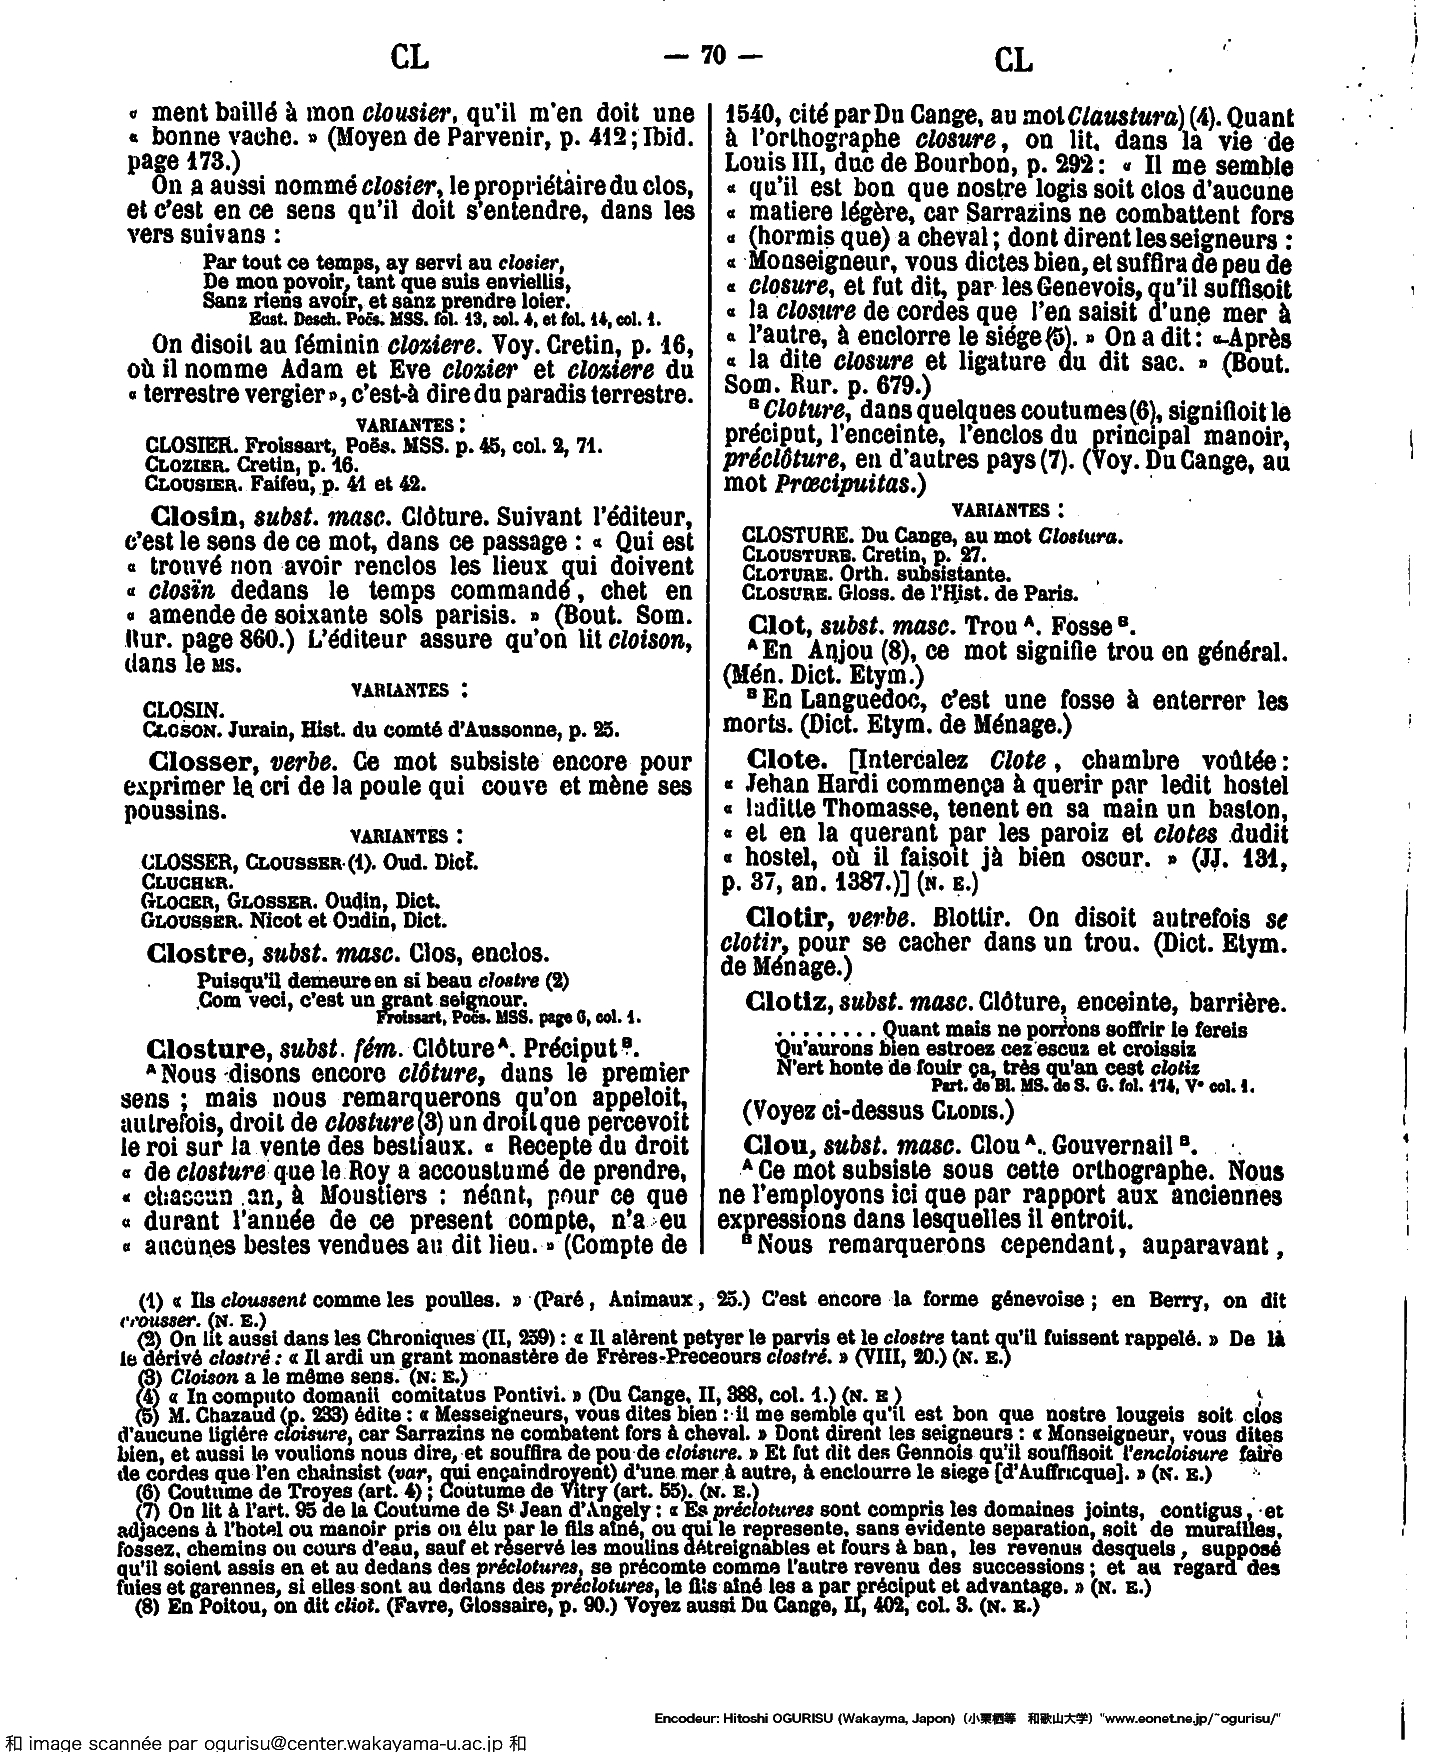 CL
— 70 —
CL
« ment baillé à mon clousier, qu'il m'en doit une
« bonne vache. » (Moyen de Parvenir, p. 412; Ibid.
page 173.)
On a aussi nommé closier, le propriétaire du clos,
et c'est en ce sens qu'il doit s'entendre, dans les
vers suivans :
Par tout ce temps, ay servi au closier,
De mon povoir, tant que suis enviellis,
Sanz riens avoir, et sanz prendre loier.
Eust. Desch. Poës. MSS. fol. 13, col. 4, et fol. 14, col. 1.
On disoit au féminin cloziere. Voy. Cretin, p. 16,
où il nomme Adam et Eve clozier et cloziere du
« terrestre vergier », c'est-à dire du paradis terrestre.
VARIANTES :
CLOSIER. Froissart, Poës. MSS. p. 45, col. 2, 71.
CLOZIER. Cretin, p. 16.
CLOUSIER. Faifeu, p. 41 et 42.
Closin, subst. masc. Clôture. Suivant l'éditeur,
c'est le sens de ce mot, dans ce passage : « Qui est
« trouvé non avoir renclos les lieux qui doivent
« closïn dedans le temps commandé, chet en
« amende de soixante sols parisis. » (Bout. Som.
Rur. page 860.) L'éditeur assure qu'on lit cloison,
dans le MS.
VARIANTES :
CLOSIN.
CLOSON. Jurain, Hist. du comté d'Aussonne, p. 25.
Closser, verbe. Ce mot subsiste encore pour
exprimer le cri de la poule qui couve et mène ses
poussins.
VARIANTES :
CLOSSER, CLOUSSER (1). Oud. Dict.
CLUCHER.
GLOCER, GLOSSER. Oudin, Dict.
GLOUSSER. Nicot et Oudin, Dict.
Clostre, subst. masc. Clos, enclos.
Puisqu'il demeure en si beau clostre (2)
Com veci, c'est un grant seignour.
Froissart, Poës. MSS. page 6, col. 1.
Closture, subst. fém. Clôture A. Préciput B.
A Nous disons encore clôture, dans le premier
sens ; mais nous remarquerons qu'on appeloit,
autrefois, droit de closture (3) un droit que percevoit
le roi sur la vente des bestiaux. « Recepte du droit
« de closture que le Roy a accoustumé de prendre,
« chascun an, à Moustiers : néant, pour ce que
« durant l'année de ce present compte, n'a eu
« aucunes bestes vendues au dit lieu. » (Compte de
1540, cité par Du Cange, au mot Claustura) (4). Quant
à l'orthographe closure, on lit, dans la vie de
Louis III, duc de Bourbon, p. 292 : « Il me semble
« qu'il est bon que nostre logis soit clos d'aucune
« matiere légère, car Sarrazins ne combattent fors
« (hormis que) a cheval ; dont dirent les seigneurs :
« Monseigneur, vous dictes bien, et suffira de peu de
« closure, et fut dit, par les Genevois, qu'il suffisoit
« la closure de cordes que l'en saisit d'une mer à
« l'autre, à enclorre le siége (5). » On a dit : « Après
« la dite closure et ligature du dit sac. » (Bout.
Som. Rur. p. 679.)
B Cloture, dans quelques coutumes (6), signifioit le
préciput, l'enceinte, l'enclos du principal manoir,
préclôture, en d'autres pays (7). (Voy. Du Cange, au
mot Præcipuitas.)
VARIANTES :
CLOSTURE. Du Cange, au mot Clostura.
CLOUSTURE. Cretin, p. 27.
CLOTURE. Orth. subsistante.
CLOSURE. Gloss. de l'Hist. de Paris.
Clot, subst. masc. Trou A. Fosse B.
A En Anjou (8), ce mot signifie trou en général.
(Mén. Dict. Etym.)
B En Languedoc, c'est une fosse à enterrer les
morts. (Dict. Etym. de Ménage.)
Clote. [Intercalez Clote, chambre voûtée :
« Jehan Hardi commença à querir par ledit hostel
« laditte Thomasse, tenent en sa main un baston,
« et en la querant par les paroiz et clotes dudit
« hostel, où il faisoit jà bien oscur. » (JJ. 131,
p. 37, an. 1387.)] (N. E.)
Clotir, verbe. Blottir. On disoit autrefois se
clotir, pour se cacher dans un trou. (Dict. Etym.
de Ménage.)
Clotiz, subst. masc. Clôture, enceinte, barrière.
. . . . . . . . Quant mais ne porrons soffrir le fereis
Qu'aurons bien estroez cez escuz et croissiz
N'ert honte de fouir ça, très qu'an cest clotiz
Part. de Bl. MS. de S. G. fol. 174, V° col. 1.
(Voyez ci-dessus CLODIS.)
Clou, subst. masc. Clou A. Gouvernail B.
A Ce mot subsiste sous cette orthographe. Nous
ne l'employons ici que par rapport aux anciennes
expressions dans lesquelles il entroit.
B Nous remarquerons cependant, auparavant,
(1) « Ils cloussent comme les poulles. » (Paré, Animaux, 25.) C'est encore la forme génevoise ; en Berry, on dit
crousser. (N. E.)
(2) On lit aussi dans les Chroniques (II, 259) : « Il alèrent petyer le parvis et le clostre tant qu'il fuissent rappelé. » De là
le dérivé clostré : « Il ardi un grant monastère de Frères-Preceours clostré. » (VIII, 20.) (N. E.)
(3) Cloison a le même sens. (N. E.)
(4) « In computo domanii comitatus Pontivi. » (Du Cange, II, 388, col. 1.) (N. E )
(5) M. Chazaud (p. 233) édite : « Messeigneurs, vous dites bien : il me semble qu'il est bon que nostre lougeis soit clos
d'aucune ligiére cloisure, car Sarrazins ne combatent fors à cheval. » Dont dirent les seigneurs : « Monseigneur, vous dites
bien, et aussi le voulions nous dire, et souffira de pou de cloisure. » Et fut dit des Gennois qu'il souffisoit l'encloisure faire
de cordes que l'en chainsist (var, qui ençaindroyent) d'une mer à autre, à enclourre le siege [d'Auffricque]. » (N. E.)
(6) Coutume de Troyes (art. 4) ; Coutume de Vitry (art. 55). (N. E.)
(7) On lit à l'art. 95 de la Coutume de St Jean d'Angely : « Es préclotures sont compris les domaines joints, contigus, et
adjacens à l'hotel ou manoir pris ou élu par le fils aîné, ou qui le represente, sans evidente separation, soit de murailles,
fossez, chemins ou cours d'eau, sauf et réservé les moulins détreignables et fours à ban, les revenus desquels, supposé
qu'il soient assis en et au dedans des préclotures, se précomte comme l'autre revenu des successions ; et au regard des
fuies et garennes, si elles sont au dedans des préclotures, le fils aîné les a par préciput et advantage. » (N. E.)
(8) En Poitou, on dit cliot. (Favre, Glossaire, p. 90.) Voyez aussi Du Cange, II, 402, col. 3. (N. E.)
Encodeur: Hitoshi OGURISU (Wakayma, Japon) (小栗栖等 和歌山大学) "www.eonet.ne.jp/~ogurisu/"
和 image scannée par ogurisu@center.wakayama-u.ac.jp 和